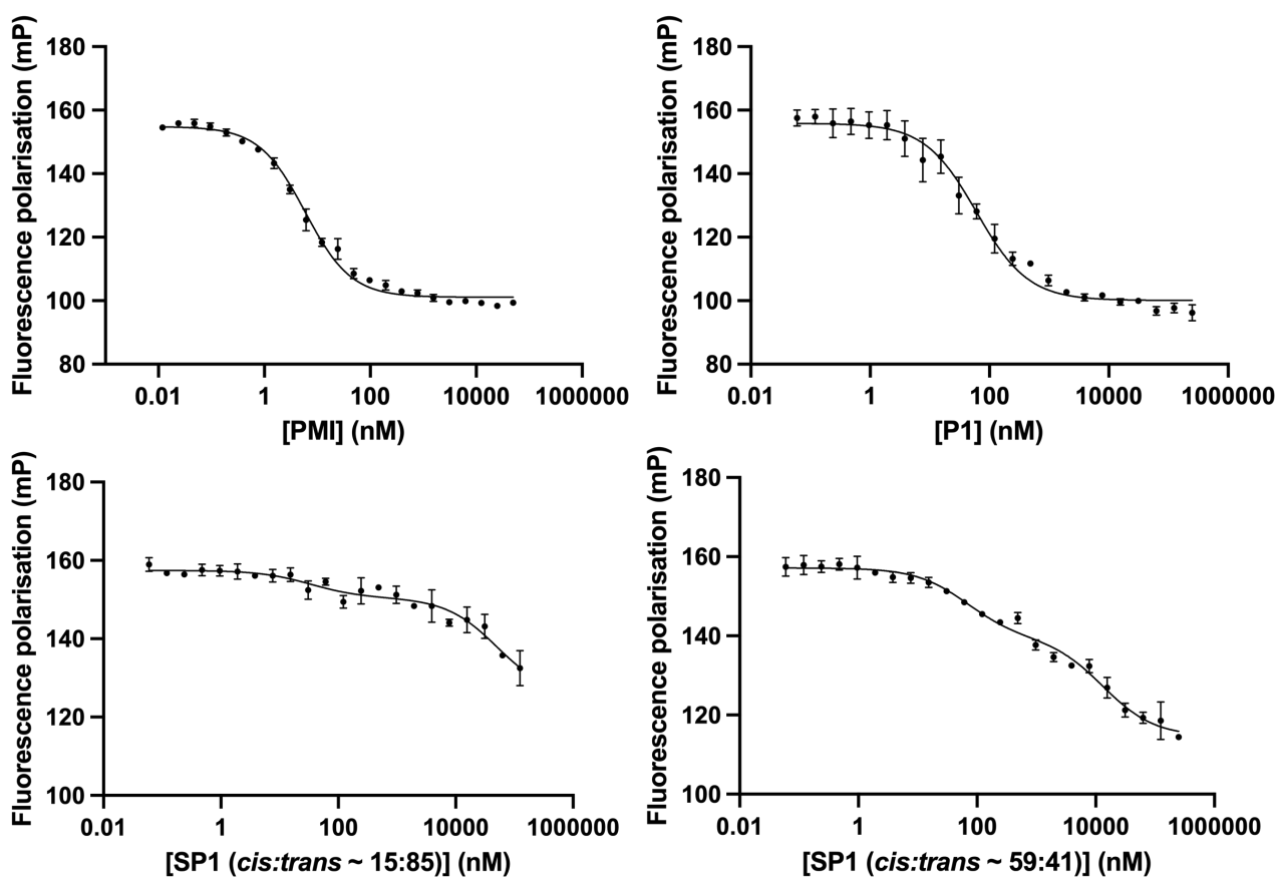 Fluorescence polarisation (mP)
180
160
140
120
100
80
0.01 1 100 10000 1000000
[PMI] (nM)
Fluorescence polarisation (mP)
180
160
140
120
100
80
0.01 1 100 10000 1000000
[P1] (nM)
Fluorescence polarisation (mP)
180
160
140
120
100
0.01 1 100 10000 1000000
[SP1 (cis:trans ~ 15:85)] (nM)
Fluorescence polarisation (mP)
180
160
140
120
100
0.01 1 100 10000 1000000
[SP1 (cis:trans ~ 59:41)] (nM)